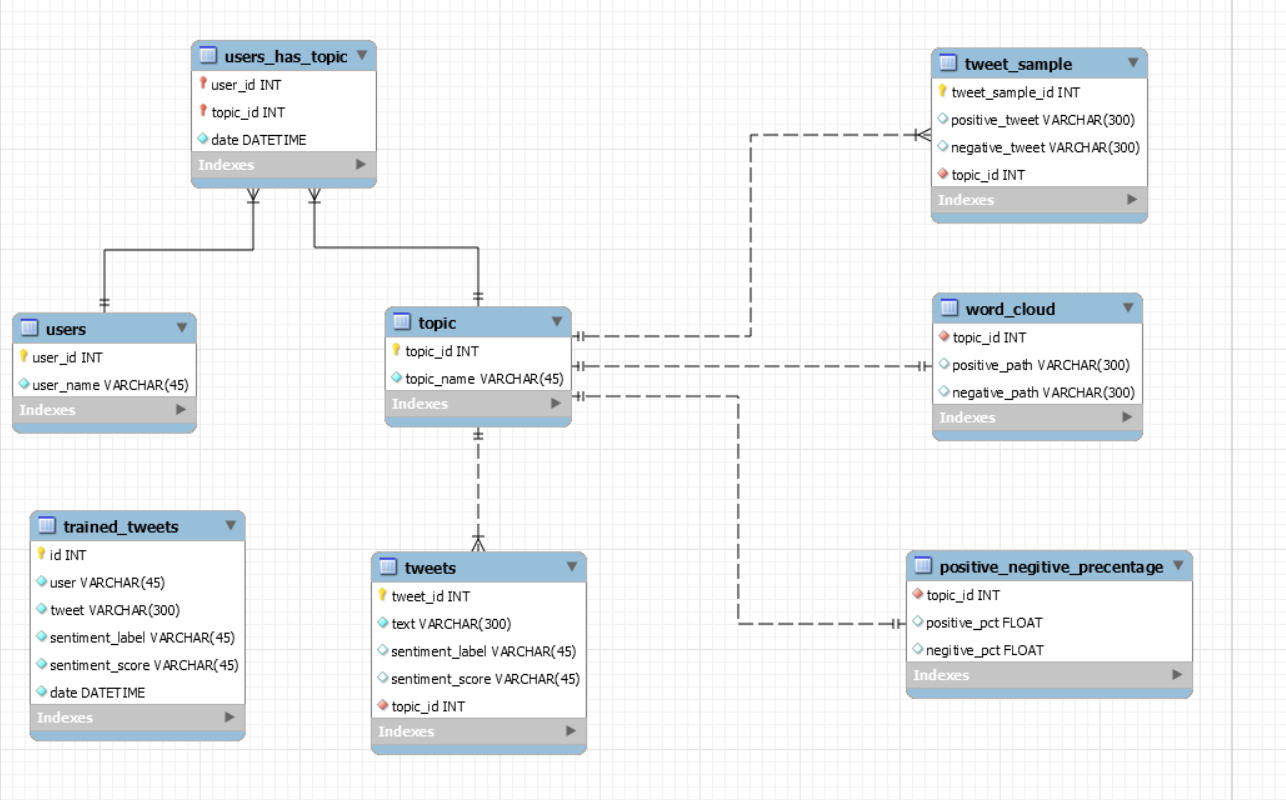 users_has_topic
user_id INT
topic_id INT
date DATETIME
Indexes
tweet_sample
tweet_sample_id INT
positive_tweet VARCHAR(300)
negative_tweet VARCHAR(300)
topic_id INT
Indexes
users
user_id INT
user_name VARCHAR(45)
Indexes
topic
topic_id INT
topic_name VARCHAR(45)
Indexes
word_cloud
topic_id INT
positive_path VARCHAR(300)
negative_path VARCHAR(300)
Indexes
trained_tweets
id INT
user VARCHAR(45)
tweet VARCHAR(300)
sentiment_label VARCHAR(45)
sentiment_score VARCHAR(45)
date DATETIME
Indexes
tweets
tweet_id INT
text VARCHAR(300)
sentiment_label VARCHAR(45)
sentiment_score VARCHAR(45)
topic_id INT
Indexes
positive_negitive_precentage
topic_id INT
positive_pct FLOAT
negitive_pct FLOAT
Indexes